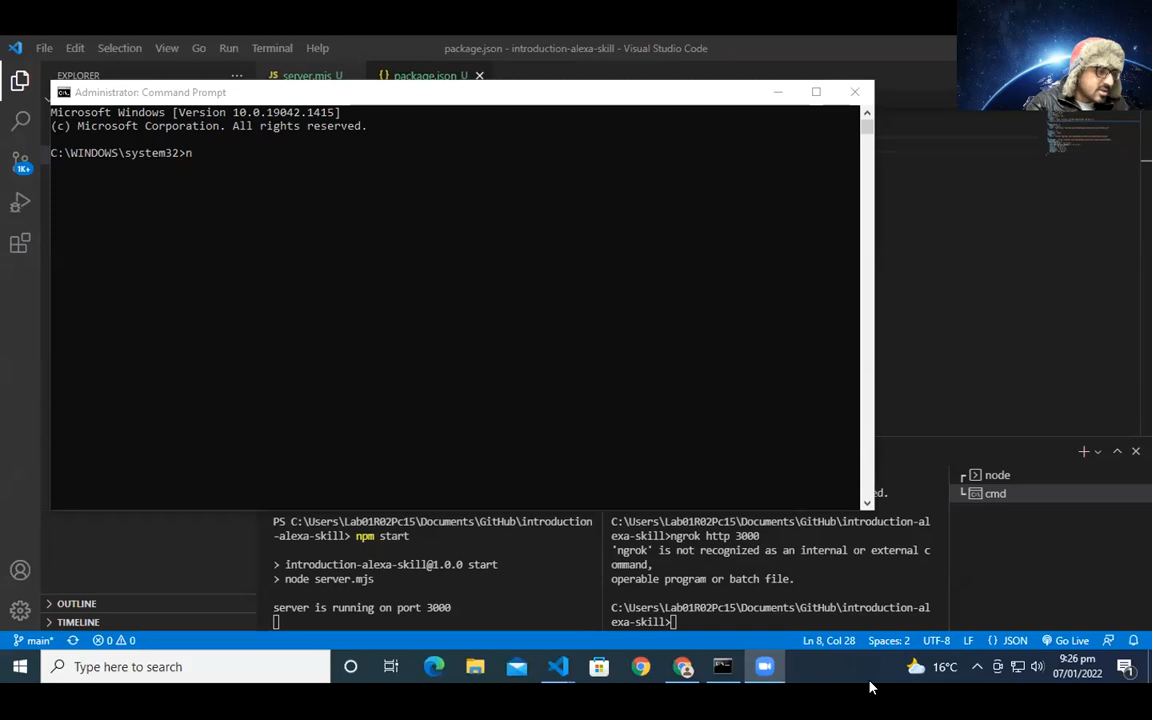 File Edit Selection View Go Run Terminal Help
package.json - introduction-alexa-skill - Visual Studio Code
EXPLORER ...
JS server.mjs U
{} package.json U
Administrator: Command Prompt
Microsoft Windows [Version 10.0.19042.1415]
(c) Microsoft Corporation. All rights reserved.
C:\WINDOWS\system32>n
1K+
node
ed.
cmd
PS C:\Users\Lab01R02Pc15\Documents\GitHub\introduction
-alexa-skill> npm start
> introduction-alexa-skill@1.0.0 start
> node server.mjs
server is running on port 3000
C:\Users\Lab01R02Pc15\Documents\GitHub\introduction-al
exa-skill>ngrok http 3000
'ngrok' is not recognized as an internal or external c
ommand,
operable program or batch file.
C:\Users\Lab01R02Pc15\Documents\GitHub\introduction-al
exa-skill>
OUTLINE
TIMELINE
main* 0 0 Ln 8, Col 28 Spaces: 2 UTF-8 LF {} JSON Go Live
Type here to search
16°C
9:26 pm
07/01/2022
1